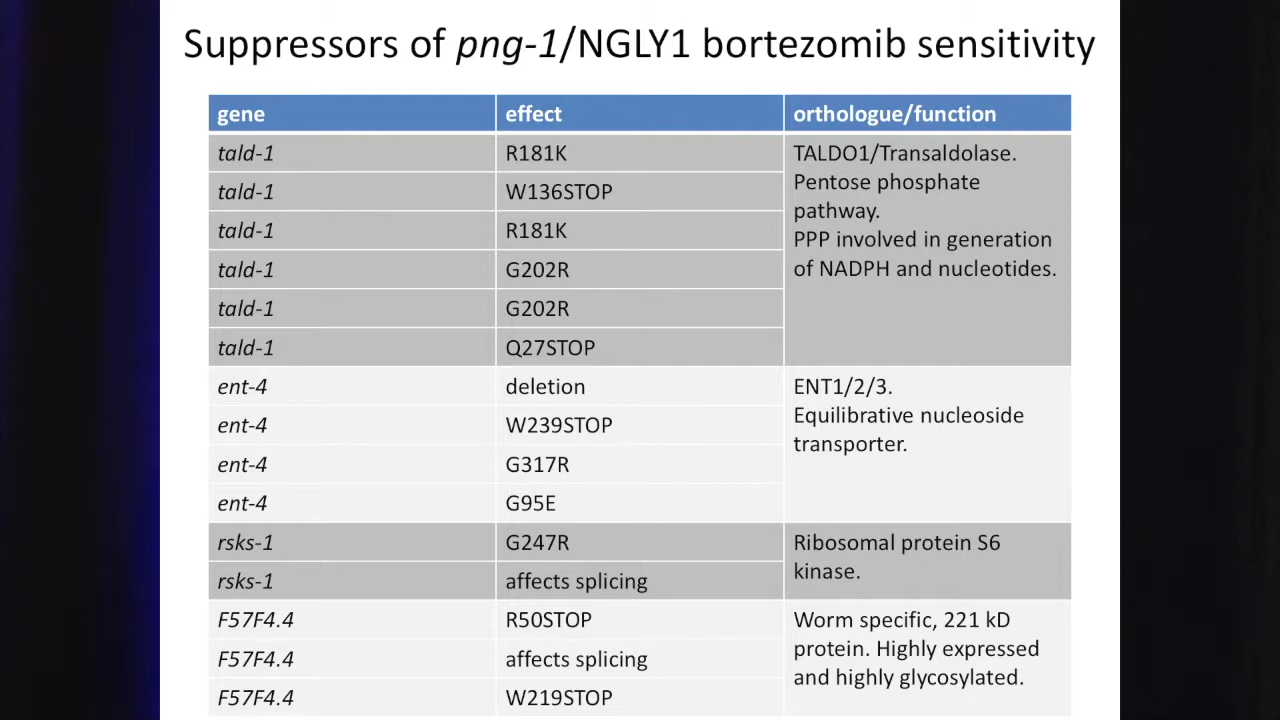 Suppressors of png-1/NGLY1 bortezomib sensitivity
gene effect orthologue/function
tald-1 R181K TALDO1/Transaldolase.
tald-1 W136STOP Pentose phosphate
pathway.
tald-1 R181K PPP involved in generation
tald-1 G202R of NADPH and nucleotides.
tald-1 G202R
tald-1 Q27STOP
ent-4 deletion ENT1/2/3.
ent-4 W239STOP Equilibrative nucleoside
transporter.
ent-4 G317R
ent-4 G95E
rsks-1 G247R Ribosomal protein S6
rsks-1 affects splicing kinase.
F57F4.4 R50STOP Worm specific, 221 kD
F57F4.4 affects splicing protein. Highly expressed
F57F4.4 W219STOP and highly glycosylated.